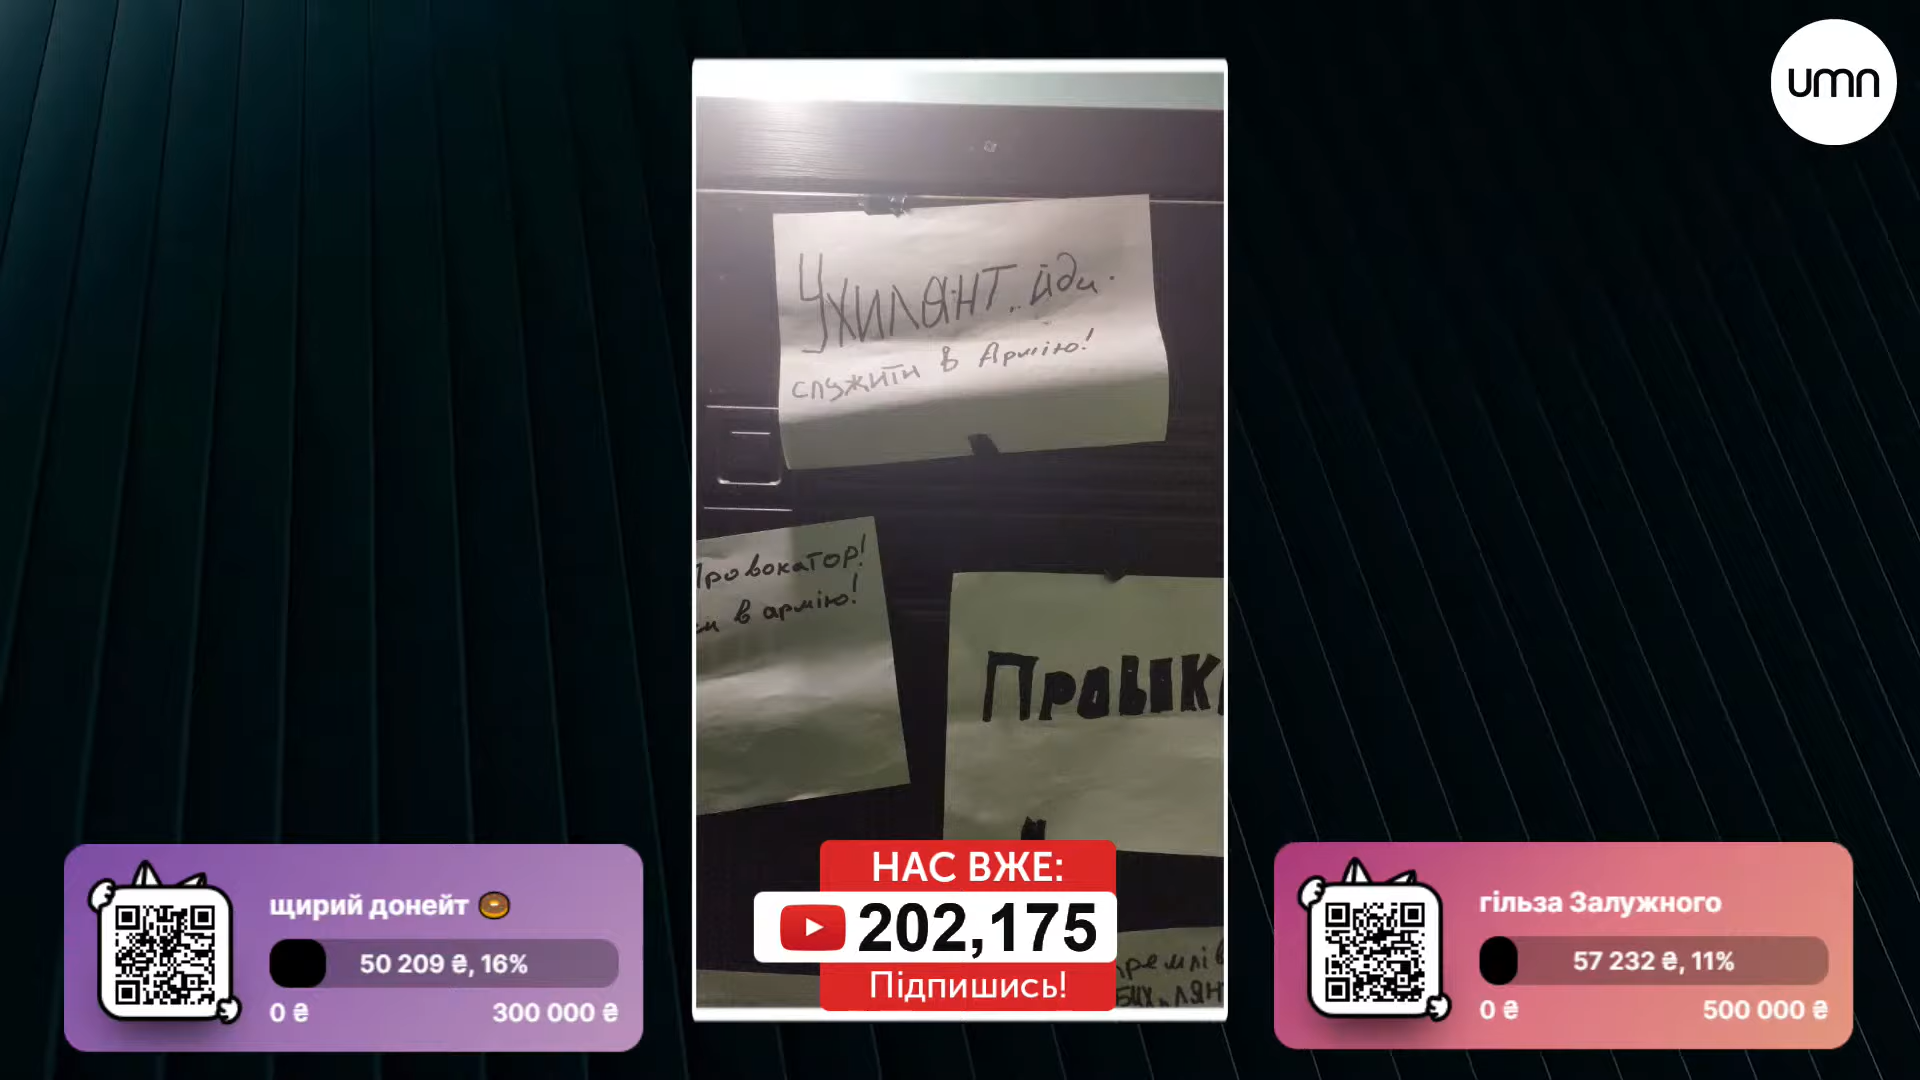 umn
Ухилянт йди
служити в Армію!
Провокатор!
в армію!
НАС ВЖЕ:
202,175
Підпишись!
щирий донейт
50 209 ₴, 16%
0 ₴ 300 000 ₴
гільза Залужного
57 232 ₴, 11%
0 ₴ 500 000 ₴